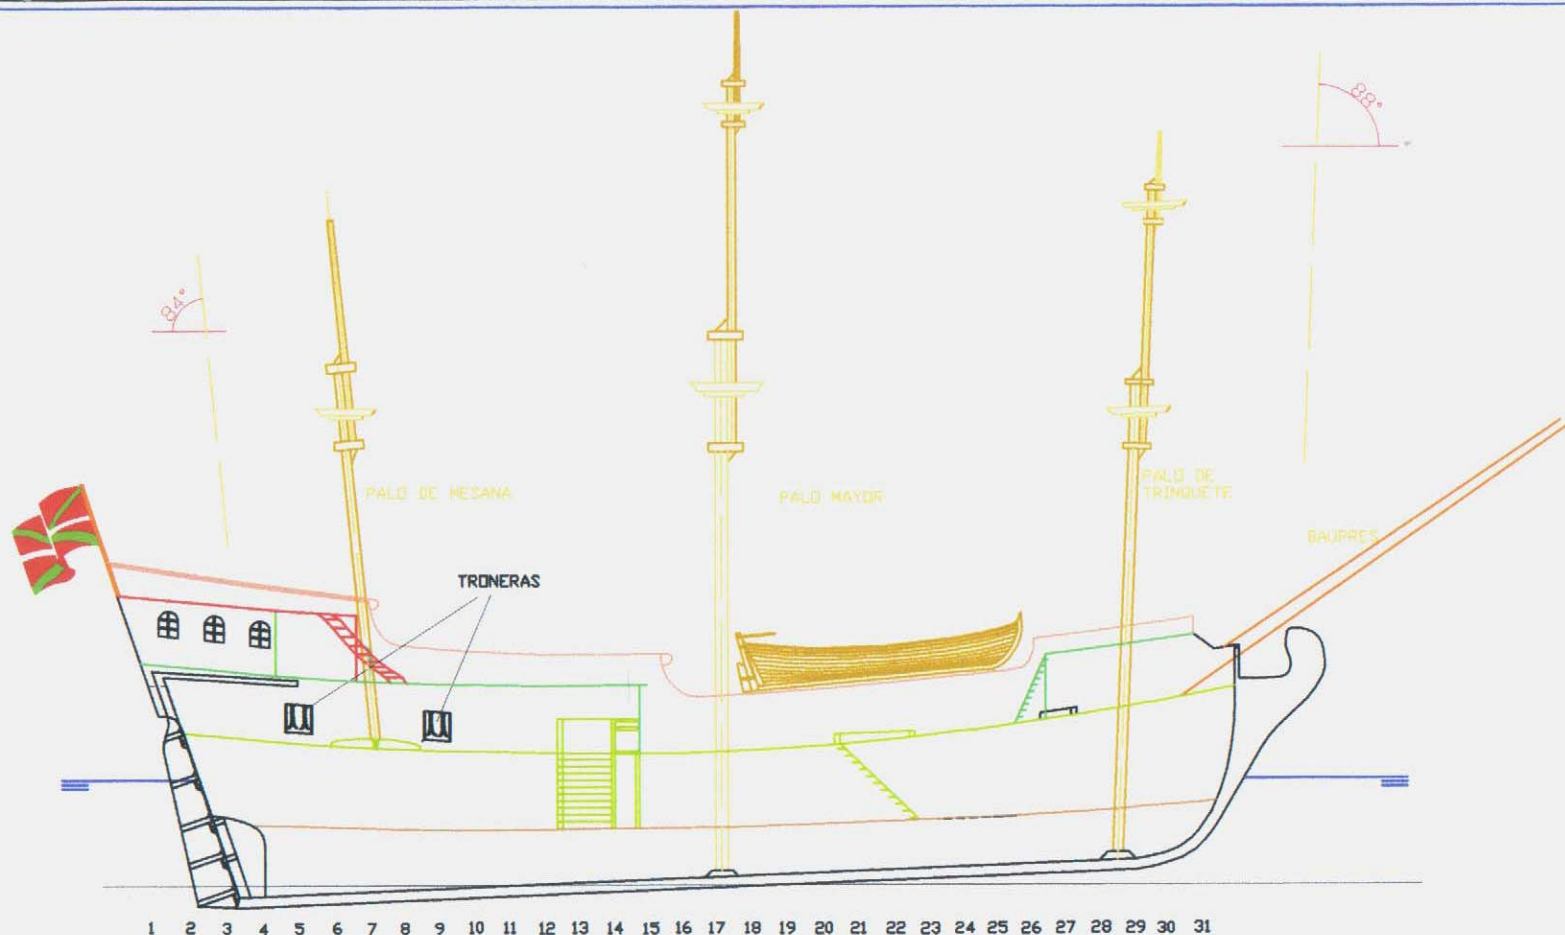 88°
84°
PALO DE MESANA
PALO MAYOR
PALO DE
TRINQUETE
BAUPRES
TRONERAS
1 2 3 4 5 6 7 8 9 10 11 12 13 14 15 16 17 18 19 20 21 22 23 24 25 26 27 28 29 30 31